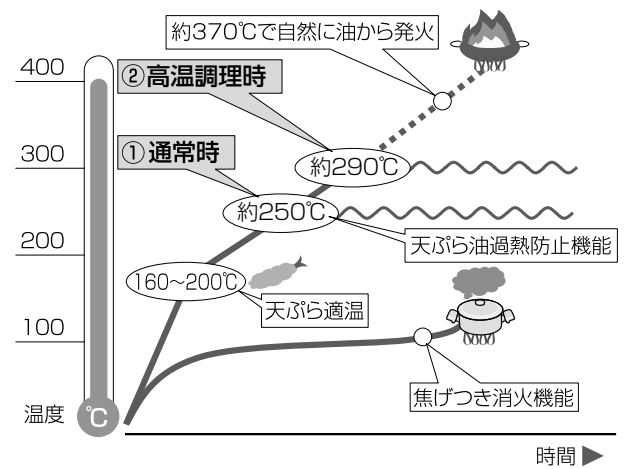 約370℃で自然に油から発火
400
②高温調理時
①通常時
300
約290℃
約250℃
200
天ぷら油過熱防止機能
160〜200℃
天ぷら適温
100
焦げつき消火機能
温度
℃
時間 ▶